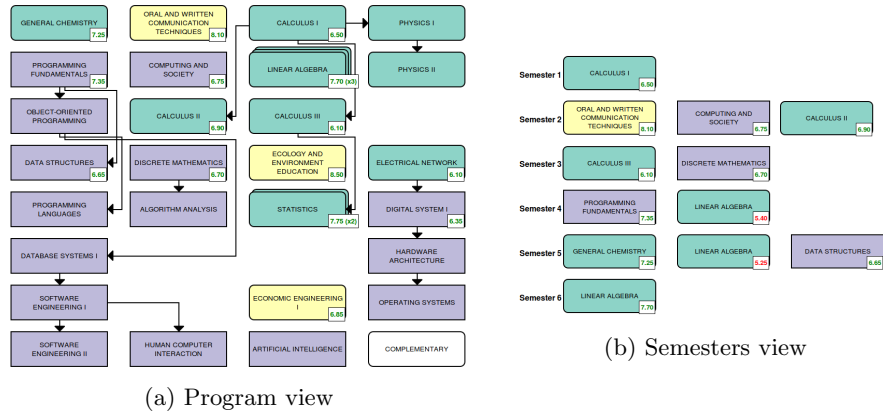 GENERAL CHEMISTRY
7.25
ORAL AND WRITTEN
COMMUNICATION
TECHNIQUES
8.10
CALCULUS I
6.50
PHYSICS I
PROGRAMMING
FUNDAMENTALS
7.35
COMPUTING AND
SOCIETY
6.75
LINEAR ALGEBRA
7.70 (x3)
PHYSICS II
OBJECT-ORIENTED
PROGRAMMING
CALCULUS II
6.90
CALCULUS III
6.10
DATA STRUCTURES
6.65
DISCRETE MATHEMATICS
6.70
ECOLOGY AND
ENVIRONMENT
EDUCATION
8.50
ELECTRICAL NETWORK
6.10
PROGRAMMING
LANGUAGES
ALGORITHM ANALYSIS
STATISTICS
7.75 (x2)
DIGITAL SYSTEM I
6.35
DATABASE SYSTEMS I
HARDWARE
ARCHITECTURE
SOFTWARE
ENGINEERING I
ECONOMIC ENGINEERING
I
6.85
OPERATING SYSTEMS
SOFTWARE
ENGINEERING II
HUMAN COMPUTER
INTERACTION
ARTIFICIAL INTELLIGENCE
COMPLEMENTARY
(a) Program view
Semester 1
CALCULUS I
6.50
Semester 2
ORAL AND WRITTEN
COMMUNICATION
TECHNIQUES
8.10
COMPUTING AND
SOCIETY
6.75
CALCULUS II
6.90
Semester 3
CALCULUS III
6.10
DISCRETE MATHEMATICS
6.70
Semester 4
PROGRAMMING
FUNDAMENTALS
7.35
LINEAR ALGEBRA
5.40
Semester 5
GENERAL CHEMISTRY
7.25
LINEAR ALGEBRA
5.25
DATA STRUCTURES
6.65
Semester 6
LINEAR ALGEBRA
7.70
(b) Semesters view